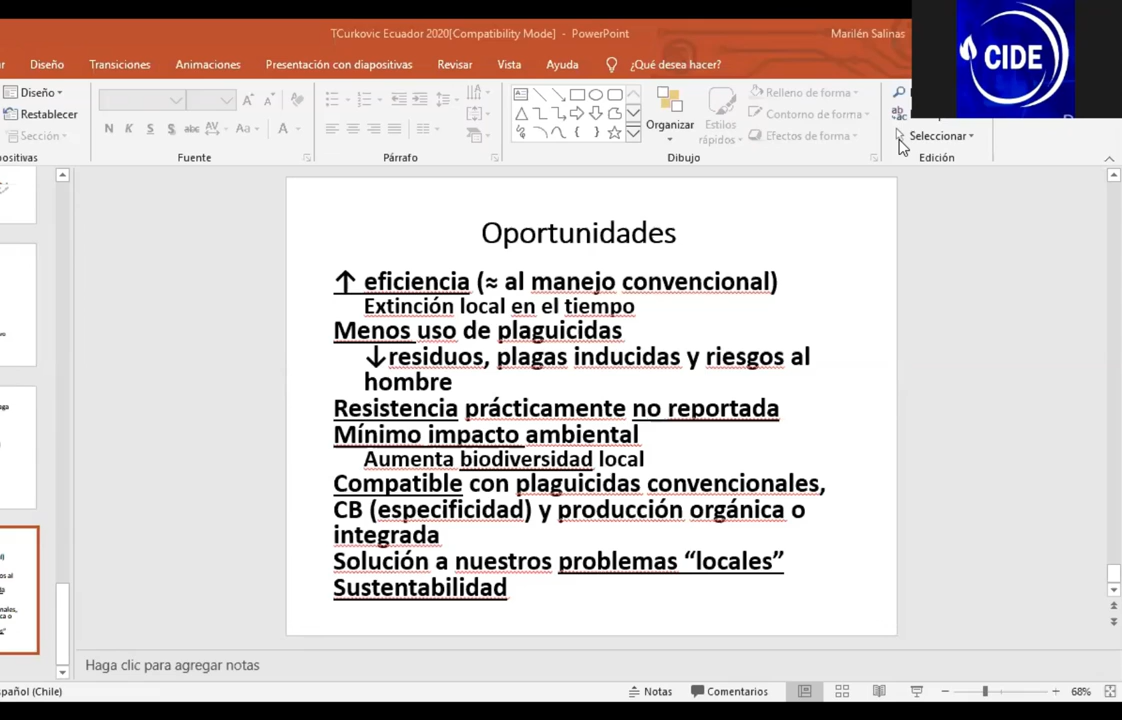 TCurkovic Ecuador 2020[Compatibility Mode] - PowerPoint
Marilén Salinas
CIDE
Diseño
Transiciones
Animaciones
Presentación con diapositivas
Revisar
Vista
Ayuda
¿Qué desea hacer?
Diseño
Restablecer
Sección
N K S S abc AV Aa A
Organizar
Estilos rápidos
Relleno de forma
Contorno de forma
Efectos de forma
Seleccionar
Fuente
Párrafo
Dibujo
Edición
Oportunidades
↑ eficiencia (≈ al manejo convencional)
Extinción local en el tiempo
Menos uso de plaguicidas
↓residuos, plagas inducidas y riesgos al
hombre
Resistencia prácticamente no reportada
Mínimo impacto ambiental
Aumenta biodiversidad local
Compatible con plaguicidas convencionales,
CB (especificidad) y producción orgánica o
integrada
Solución a nuestros problemas “locales”
Sustentabilidad
Haga clic para agregar notas
Notas
Comentarios
68%